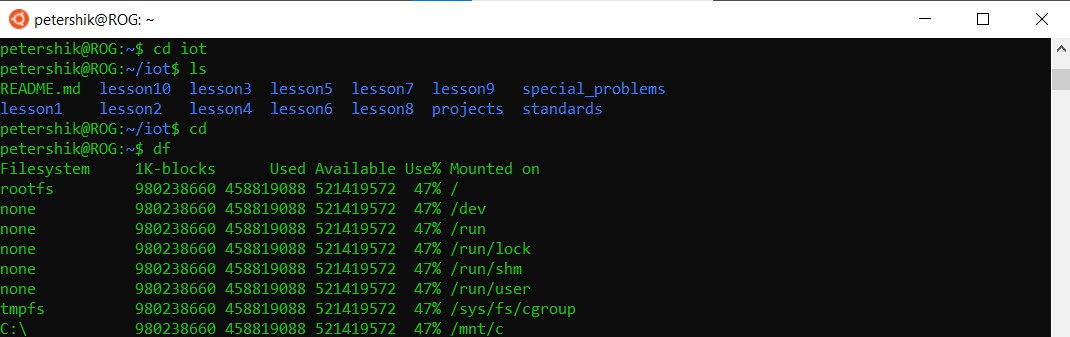 petershik@ROG: ~
petershik@ROG:~$ cd iot
petershik@ROG:~/iot$ ls
README.md  lesson10  lesson3  lesson5  lesson7  lesson9   special_problems
lesson1    lesson2   lesson4  lesson6  lesson8  projects  standards
petershik@ROG:~/iot$ cd
petershik@ROG:~$ df
Filesystem     1K-blocks      Used Available Use% Mounted on
rootfs         980238660 458819088 521419572  47% /
none           980238660 458819088 521419572  47% /dev
none           980238660 458819088 521419572  47% /run
none           980238660 458819088 521419572  47% /run/lock
none           980238660 458819088 521419572  47% /run/shm
none           980238660 458819088 521419572  47% /run/user
tmpfs          980238660 458819088 521419572  47% /sys/fs/cgroup
C:\            980238660 458819088 521419572  47% /mnt/c